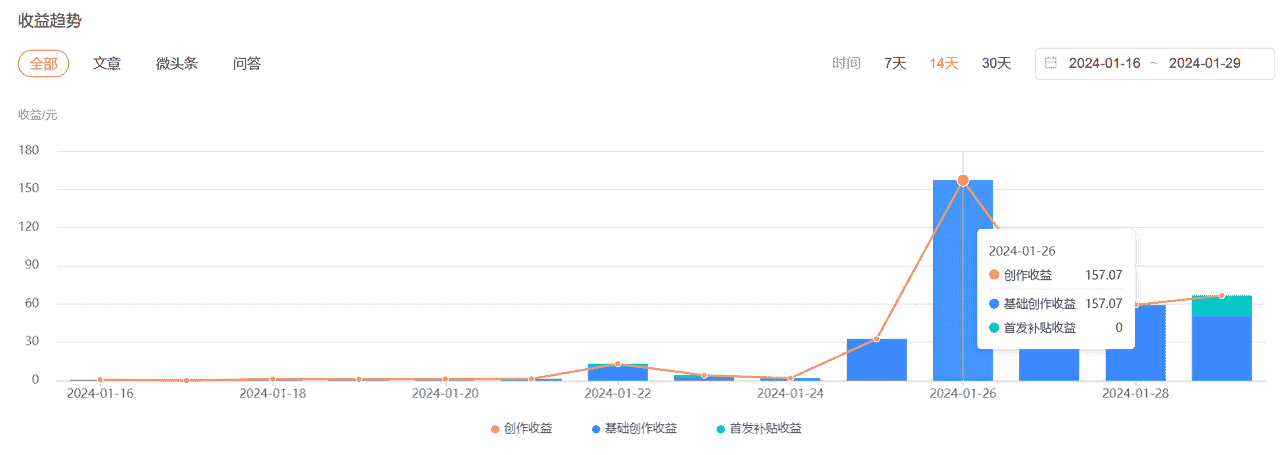 收益趋势
全部 文章 微头条 问答 时间 7天 14天 30天 2024-01-16 ~ 2024-01-29
收益/元
180
150
120
90
60
30
0
2024-01-26
创作收益 157.07
基础创作收益 157.07
首发补贴收益 0
2024-01-16 2024-01-18 2024-01-20 2024-01-22 2024-01-24 2024-01-26 2024-01-28
创作收益 基础创作收益 首发补贴收益